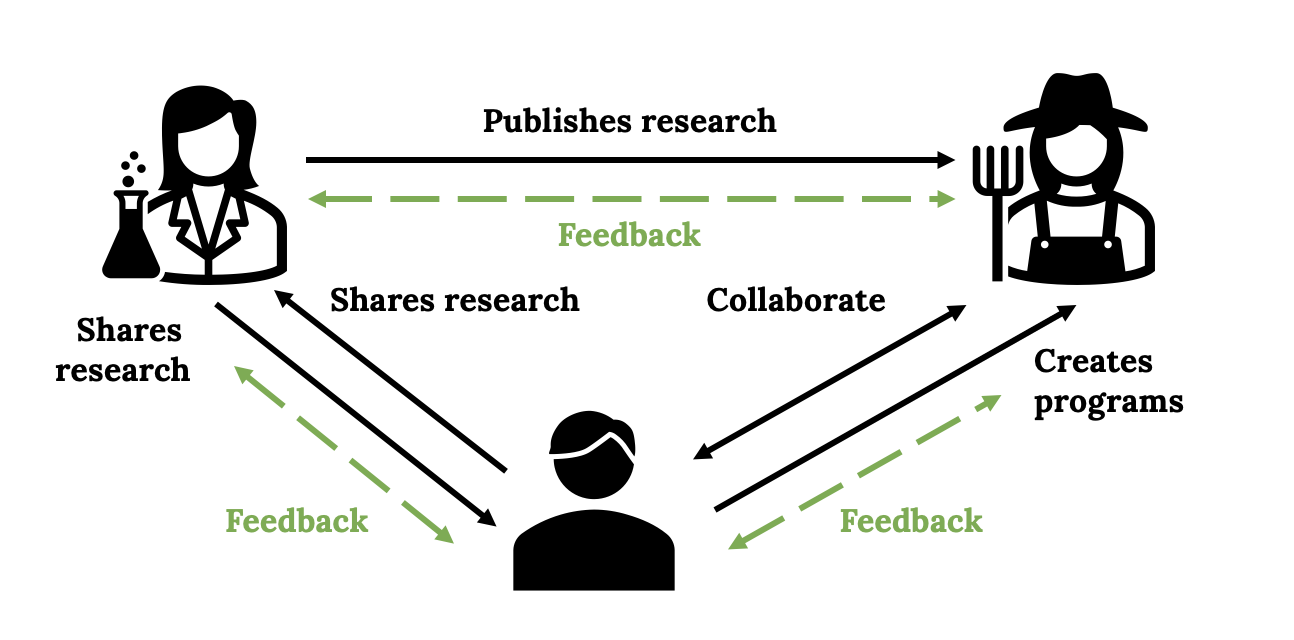 Publishes research
Feedback
Shares research
Collaborate
Shares
research
Creates
programs
Feedback
Feedback